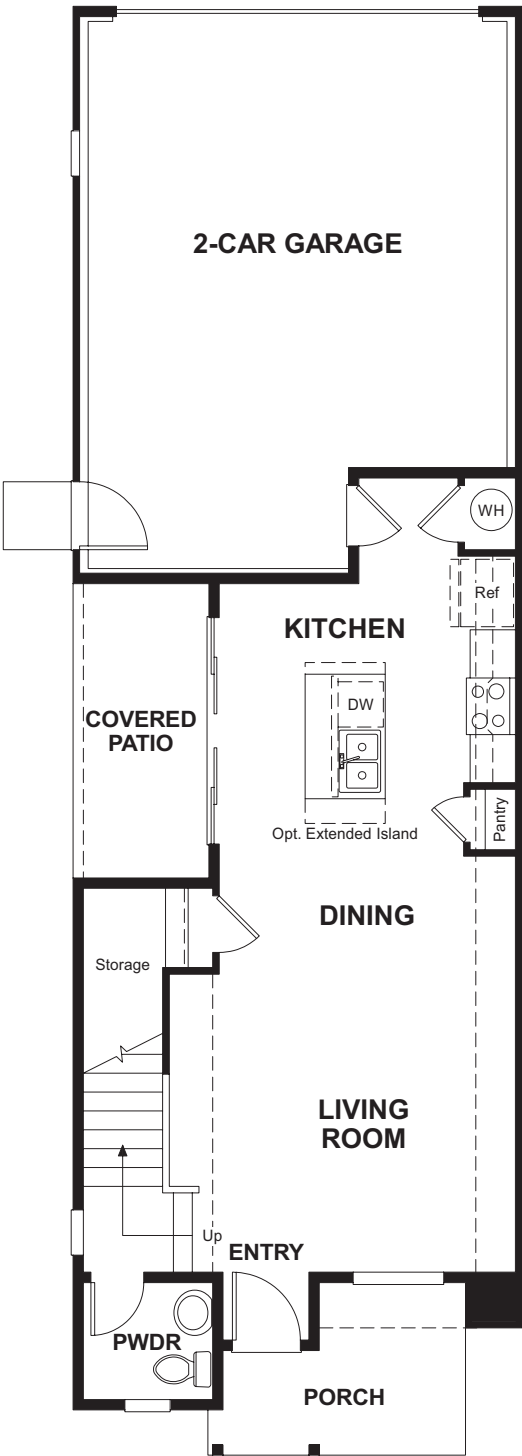 2-CAR GARAGE
WH
Ref
KITCHEN
DW
COVERED
PATIO
Pantry
Opt. Extended Island
DINING
Storage
LIVING
ROOM
Up
ENTRY
PWDR
PORCH